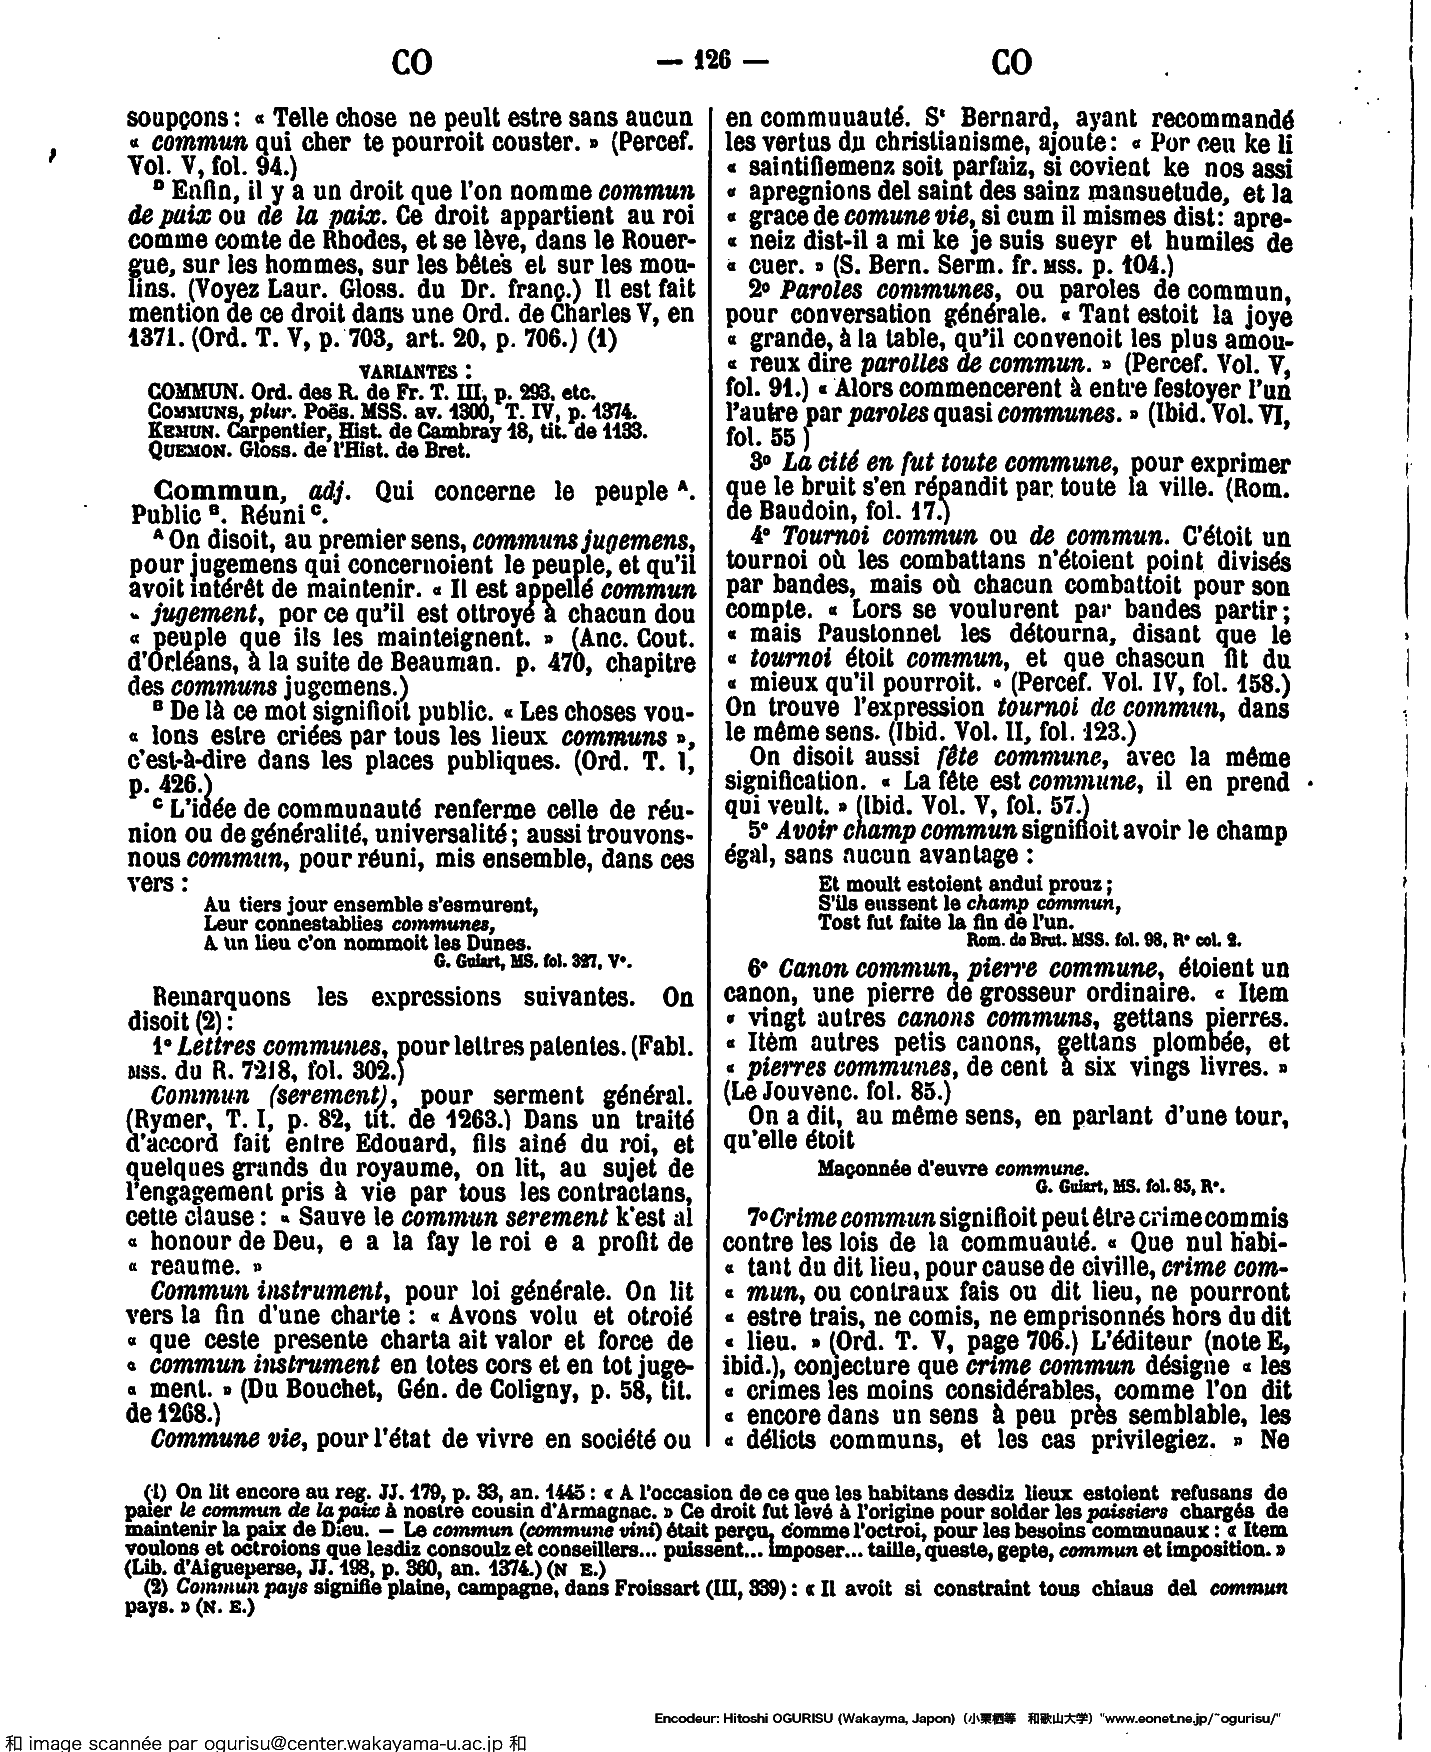 CO
— 126 —
CO
soupçons : « Telle chose ne peult estre sans aucun
« commun qui cher te pourroit couster. » (Percef.
Vol. V, fol. 94.)
D Enfin, il y a un droit que l'on nomme commun
de paix ou de la paix. Ce droit appartient au roi
comme comte de Rhodes, et se lève, dans le Rouer-
gue, sur les hommes, sur les bêtes et sur les mou-
lins. (Voyez Laur. Gloss. du Dr. franç.) Il est fait
mention de ce droit dans une Ord. de Charles V, en
1371. (Ord. T. V, p. 703, art. 20, p. 706.) (1)
VARIANTES :
COMMUN. Ord. des R. de Fr. T. III, p. 293, etc.
COMMUNS, plur. Poës. MSS. av. 1300, T. IV, p. 1374.
KEMUN. Carpentier, Hist. de Cambray 18, tit. de 1133.
QUEMON. Gloss. de l'Hist. de Bret.
Commun, adj. Qui concerne le peuple A.
Public B. Réuni C.
A On disoit, au premier sens, communs jugemens,
pour jugemens qui concernoient le peuple, et qu'il
avoit intérêt de maintenir. « Il est appellé commun
« jugement, por ce qu'il est ottroyé à chacun dou
« peuple que ils les mainteignent. » (Anc. Cout.
d'Orléans, à la suite de Beauman. p. 470, chapitre
des communs jugemens.)
B De là ce mot signifioit public. « Les choses vou-
« lons estre criées par tous les lieux communs »,
c'est-à-dire dans les places publiques. (Ord. T. I,
p. 426.)
C L'idée de communauté renferme celle de réu-
nion ou de généralité, universalité ; aussi trouvons-
nous commun, pour réuni, mis ensemble, dans ces
vers :
Au tiers jour ensemble s'esmurent,
Leur connestablies communes,
A un lieu c'on nommoit les Dunes.
G. Guiart, MS. fol. 327, V°.
Remarquons les expressions suivantes. On
disoit (2) :
1° Lettres communes, pour lettres patentes. (Fabl.
MSS. du R. 7218, fol. 302.)
Commun (serement), pour serment général.
(Rymer, T. I, p. 82, tit. de 1263.) Dans un traité
d'accord fait entre Edouard, fils ainé du roi, et
quelques grands du royaume, on lit, au sujet de
l'engagement pris à vie par tous les contractans,
cette clause : « Sauve le commun serement k'est al
« honour de Deu, e a la fay le roi e a profit de
« reaume. »
Commun instrument, pour loi générale. On lit
vers la fin d'une charte : « Avons volu et otroié
« que ceste presente charta ait valor et force de
« commun instrument en totes cors et en tot juge-
« ment. » (Du Bouchet, Gén. de Coligny, p. 58, tit.
de 1268.)
Commune vie, pour l'état de vivre en société ou
en commuuauté. St Bernard, ayant recommandé
les vertus du christianisme, ajoute : « Por ceu ke li
« saintifiemenz soit parfaiz, si covient ke nos assi
« apregnions del saint des sainz mansuetude, et la
« grace de comune vie, si cum il mismes dist : apre-
« neiz dist-il a mi ke je suis sueyr et humiles de
« cuer. » (S. Bern. Serm. fr. MSS. p. 104.)
2° Paroles communes, ou paroles de commun,
pour conversation générale. « Tant estoit la joye
« grande, à la table, qu'il convenoit les plus amou-
« reux dire parolles de commun. » (Percef. Vol. V,
fol. 91.) « Alors commencerent à entre festoyer l'un
l'autre par paroles quasi communes. » (Ibid. Vol. VI,
fol. 55 )
3° La cité en fut toute commune, pour exprimer
que le bruit s'en répandit par toute la ville. (Rom.
de Baudoin, fol. 17.)
4° Tournoi commun ou de commun. C'étoit un
tournoi où les combattans n'étoient point divisés
par bandes, mais où chacun combattoit pour son
compte. « Lors se voulurent par bandes partir ;
« mais Paustonnet les détourna, disant que le
« tournoi étoit commun, et que chascun fit du
« mieux qu'il pourroit. » (Percef. Vol. IV, fol. 158.)
On trouve l'expression tournoi de commun, dans
le même sens. (Ibid. Vol. II, fol. 123.)
On disoit aussi fête commune, avec la même
signification. « La fête est commune, il en prend
qui veult. » (Ibid. Vol. V, fol. 57.)
5° Avoir champ commun signifioit avoir le champ
égal, sans aucun avantage :
Et moult estoient andui prouz ;
S'ils eussent le champ commun,
Tost fut faite la fin de l'un.
Rom. de Brut. MSS. fol. 98, R° col. 2.
6° Canon commun, pierre commune, étoient un
canon, une pierre de grosseur ordinaire. « Item
« vingt autres canons communs, gettans pierres.
« Itèm autres petis canons, gettans plombée, et
« pierres communes, de cent à six vings livres. »
(Le Jouvenc. fol. 85.)
On a dit, au même sens, en parlant d'une tour,
qu'elle étoit
Maçonnée d'euvre commune.
G. Guiart, MS. fol. 85, R°.
7° Crime commun signifioit peut être crime commis
contre les lois de la commuauté. « Que nul habi-
« tant du dit lieu, pour cause de civille, crime com-
« mun, ou contraux fais ou dit lieu, ne pourront
« estre trais, ne comis, ne emprisonnés hors du dit
« lieu. » (Ord. T. V, page 706.) L'éditeur (note E,
ibid.), conjecture que crime commun désigne « les
« crimes les moins considérables, comme l'on dit
« encore dans un sens à peu près semblable, les
« délicts communs, et les cas privilegiez. » Ne
(1) On lit encore au reg. JJ. 179, p. 33, an. 1445 : « A l'occasion de ce que les habitans desdiz lieux estoient refusans de
paier le commun de la paix à nostre cousin d'Armagnac. » Ce droit fut levé à l'origine pour solder les paissiers chargés de
maintenir la paix de Dieu. — Le commun (commune vini) était perçu, comme l'octroi, pour les besoins communaux : « Item
voulons et octroions que lesdiz consoulz et conseillers... puissent... imposer... taille, queste, gepte, commun et imposition. »
(Lib. d'Aigueperse, JJ. 198, p. 360, an. 1374.) (N E.)
(2) Commun pays signifie plaine, campagne, dans Froissart (III, 339) : « Il avoit si constraint tous chiaus del commun
pays. » (N. E.)
Encodeur: Hitoshi OGURISU (Wakayma, Japon) (小栗栖等 和歌山大学) "www.eonet.ne.jp/~ogurisu/"
和 image scannée par ogurisu@center.wakayama-u.ac.jp 和